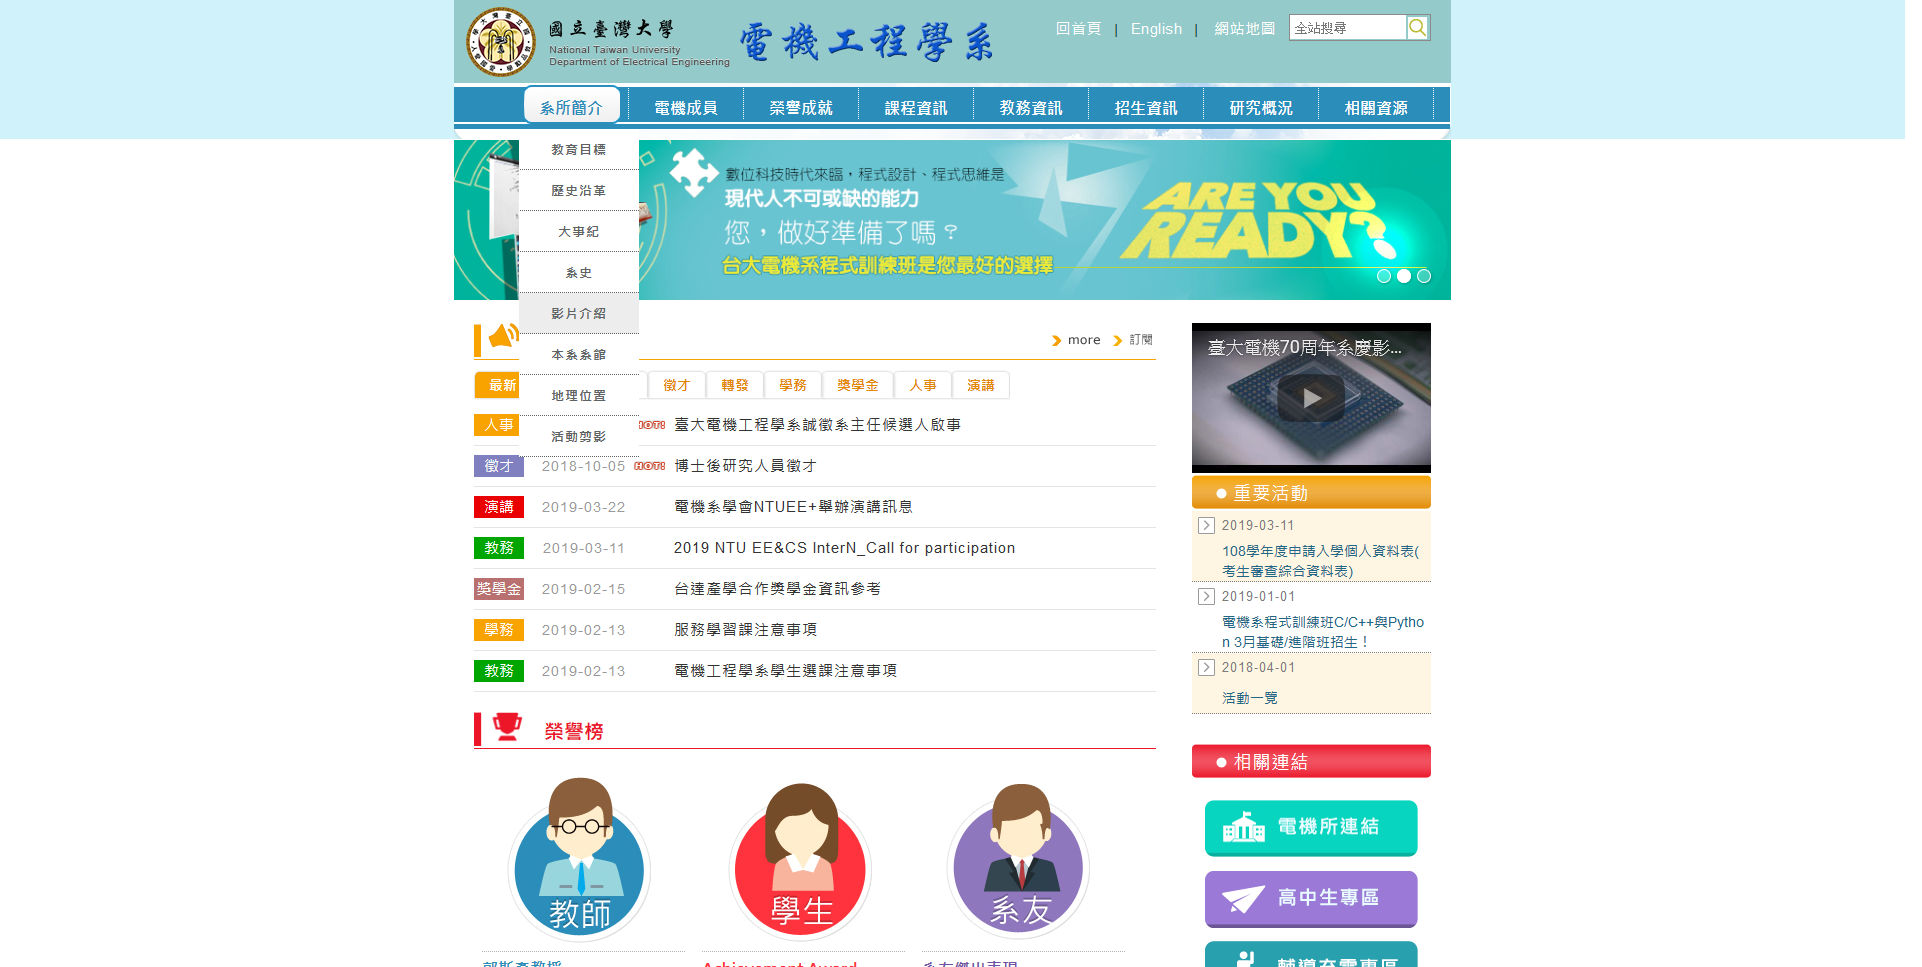 國立臺灣大學
National Taiwan University
Department of Electrical Engineering
電機工程學系
回首頁 | English | 網站地圖
全站搜尋
系所簡介 電機成員 榮譽成就 課程資訊 教務資訊 招生資訊 研究概況 相關資源
教育目標
歷史沿革
大事紀
系史
影片介紹
本系系館
地理位置
活動剪影
數位科技時代來臨，程式設計、程式思維是
現代人不可或缺的能力
您，做好準備了嗎？
台大電機系程式訓練班是您最好的選擇
ARE YOU
READY?
more 訂閱
最新 徵才 轉發 學務 獎學金 人事 演講
人事 HOT! 臺大電機工程學系誠徵系主任候選人啟事
徵才 2018-10-05 HOT! 博士後研究人員徵才
演講 2019-03-22 電機系學會NTUEE+舉辦演講訊息
教務 2019-03-11 2019 NTU EE&CS InterN_Call for participation
獎學金 2019-02-15 台達產學合作獎學金資訊參考
學務 2019-02-13 服務學習課注意事項
教務 2019-02-13 電機工程學系學生選課注意事項
榮譽榜
教師
學生
系友
郭斯彥教授
Achievement Award
系友傑出表現
臺大電機70周年系慶影...
重要活動
2019-03-11
108學年度申請入學個人資料表(
考生審查綜合資料表)
2019-01-01
電機系程式訓練班C/C++與Pytho
n 3月基礎/進階班招生！
2018-04-01
活動一覽
相關連結
電機所連結
高中生專區
輔導充電專區